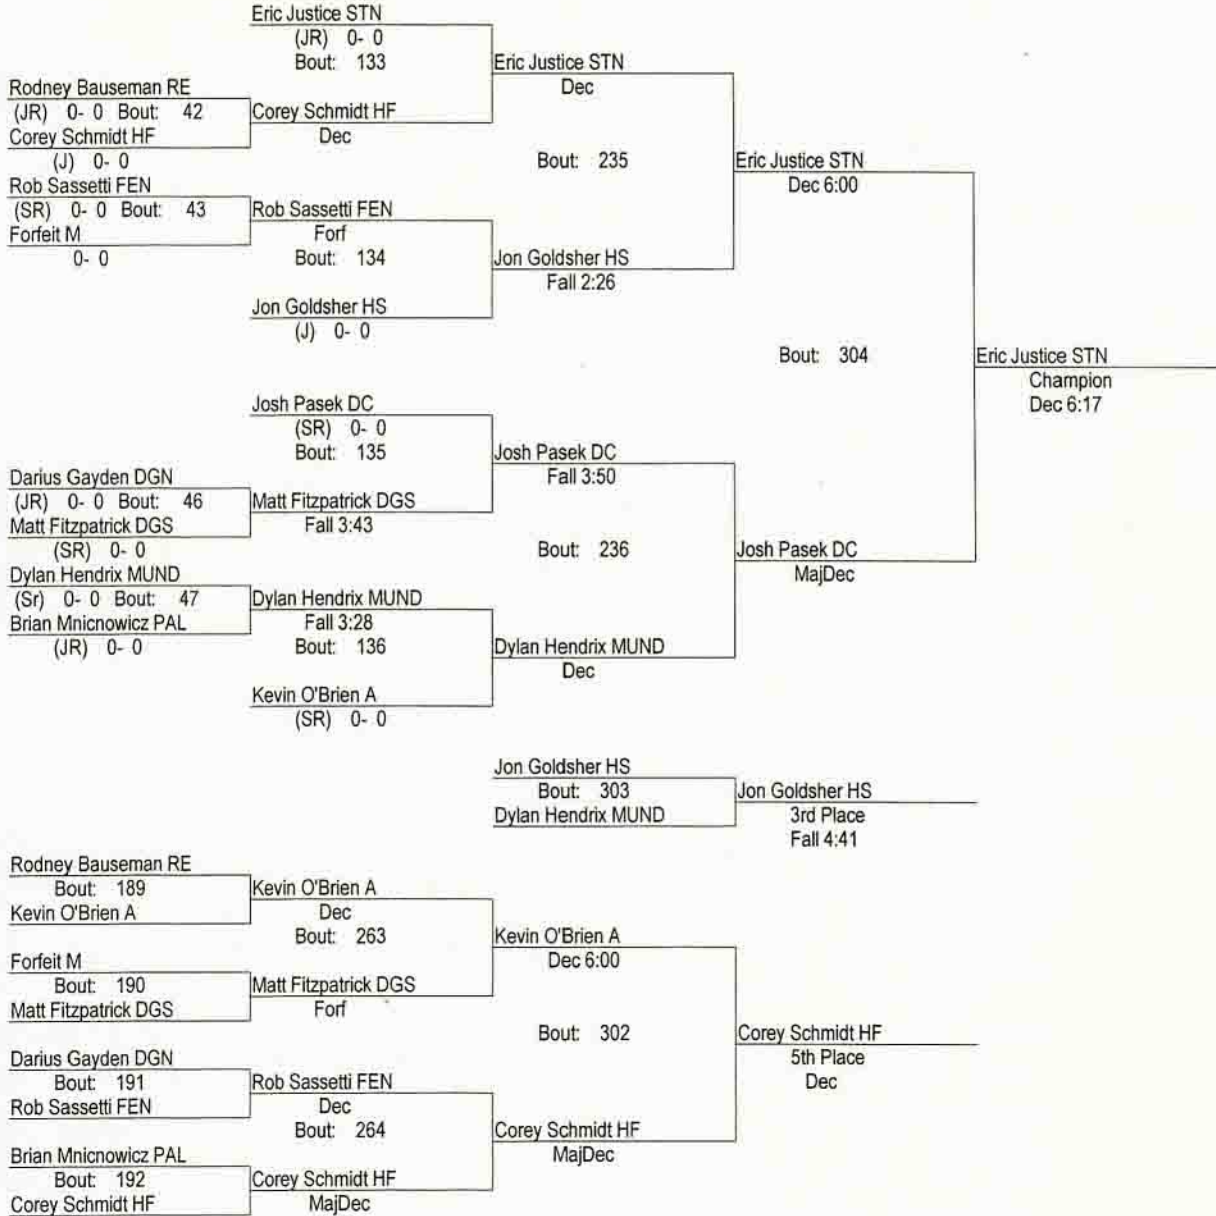 Eric Justice STN
(JR) 0- 0
Bout: 133
Eric Justice STN
Dec
Rodney Bauseman RE
(JR) 0- 0 Bout: 42
Corey Schmidt HF
Dec
Corey Schmidt HF
(J) 0- 0
Bout: 235
Eric Justice STN
Dec 6:00
Rob Sassetti FEN
(SR) 0- 0 Bout: 43
Rob Sassetti FEN
Forf
Forfeit M
0- 0
Bout: 134
Jon Goldsher HS
Fall 2:26
Jon Goldsher HS
(J) 0- 0
Bout: 304
Eric Justice STN
Champion
Dec 6:17
Josh Pasek DC
(SR) 0- 0
Bout: 135
Josh Pasek DC
Fall 3:50
Darius Gayden DGN
(JR) 0- 0 Bout: 46
Matt Fitzpatrick DGS
Fall 3:43
Matt Fitzpatrick DGS
(SR) 0- 0
Bout: 236
Josh Pasek DC
MajDec
Dylan Hendrix MUND
(Sr) 0- 0 Bout: 47
Dylan Hendrix MUND
Fall 3:28
Brian Mnicnowicz PAL
(JR) 0- 0
Bout: 136
Dylan Hendrix MUND
Dec
Kevin O'Brien A
(SR) 0- 0
Jon Goldsher HS
Bout: 303
Dylan Hendrix MUND
Jon Goldsher HS
3rd Place
Fall 4:41
Rodney Bauseman RE
Bout: 189
Kevin O'Brien A
Kevin O'Brien A
Dec
Bout: 263
Kevin O'Brien A
Dec 6:00
Forfeit M
Bout: 190
Matt Fitzpatrick DGS
Matt Fitzpatrick DGS
Forf
Bout: 302
Corey Schmidt HF
5th Place
Dec
Darius Gayden DGN
Bout: 191
Rob Sassetti FEN
Rob Sassetti FEN
Dec
Bout: 264
Corey Schmidt HF
MajDec
Brian Mnicnowicz PAL
Bout: 192
Corey Schmidt HF
Corey Schmidt HF
MajDec